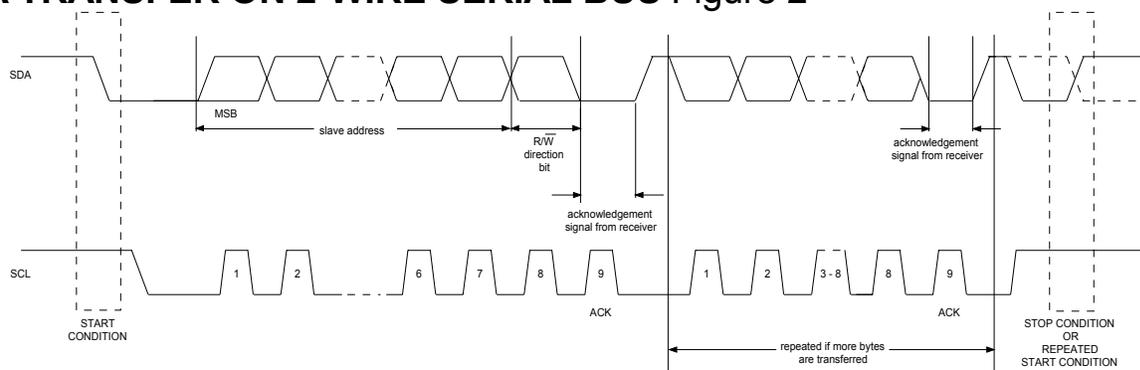 TRANSFER ON 2-WIRE SERIAL BUS Figure 2
SDA
MSB
slave address
R/W̅
direction
bit
acknowledgement
signal from receiver
acknowledgement
signal from receiver
SCL
1
2
6
7
8
9
1
2
3 - 8
8
9
ACK
ACK
START
CONDITION
STOP CONDITION
OR
REPEATED
START CONDITION
repeated if more bytes
are transferred